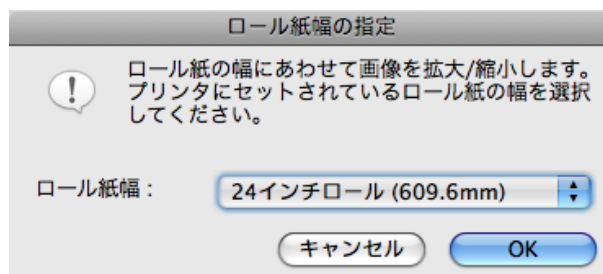 ロール紙幅の指定
ロール紙の幅にあわせて画像を拡大/縮小します。
プリンタにセットされているロール紙の幅を選択
してください。
ロール紙幅：
24インチロール (609.6mm)
キャンセル
OK